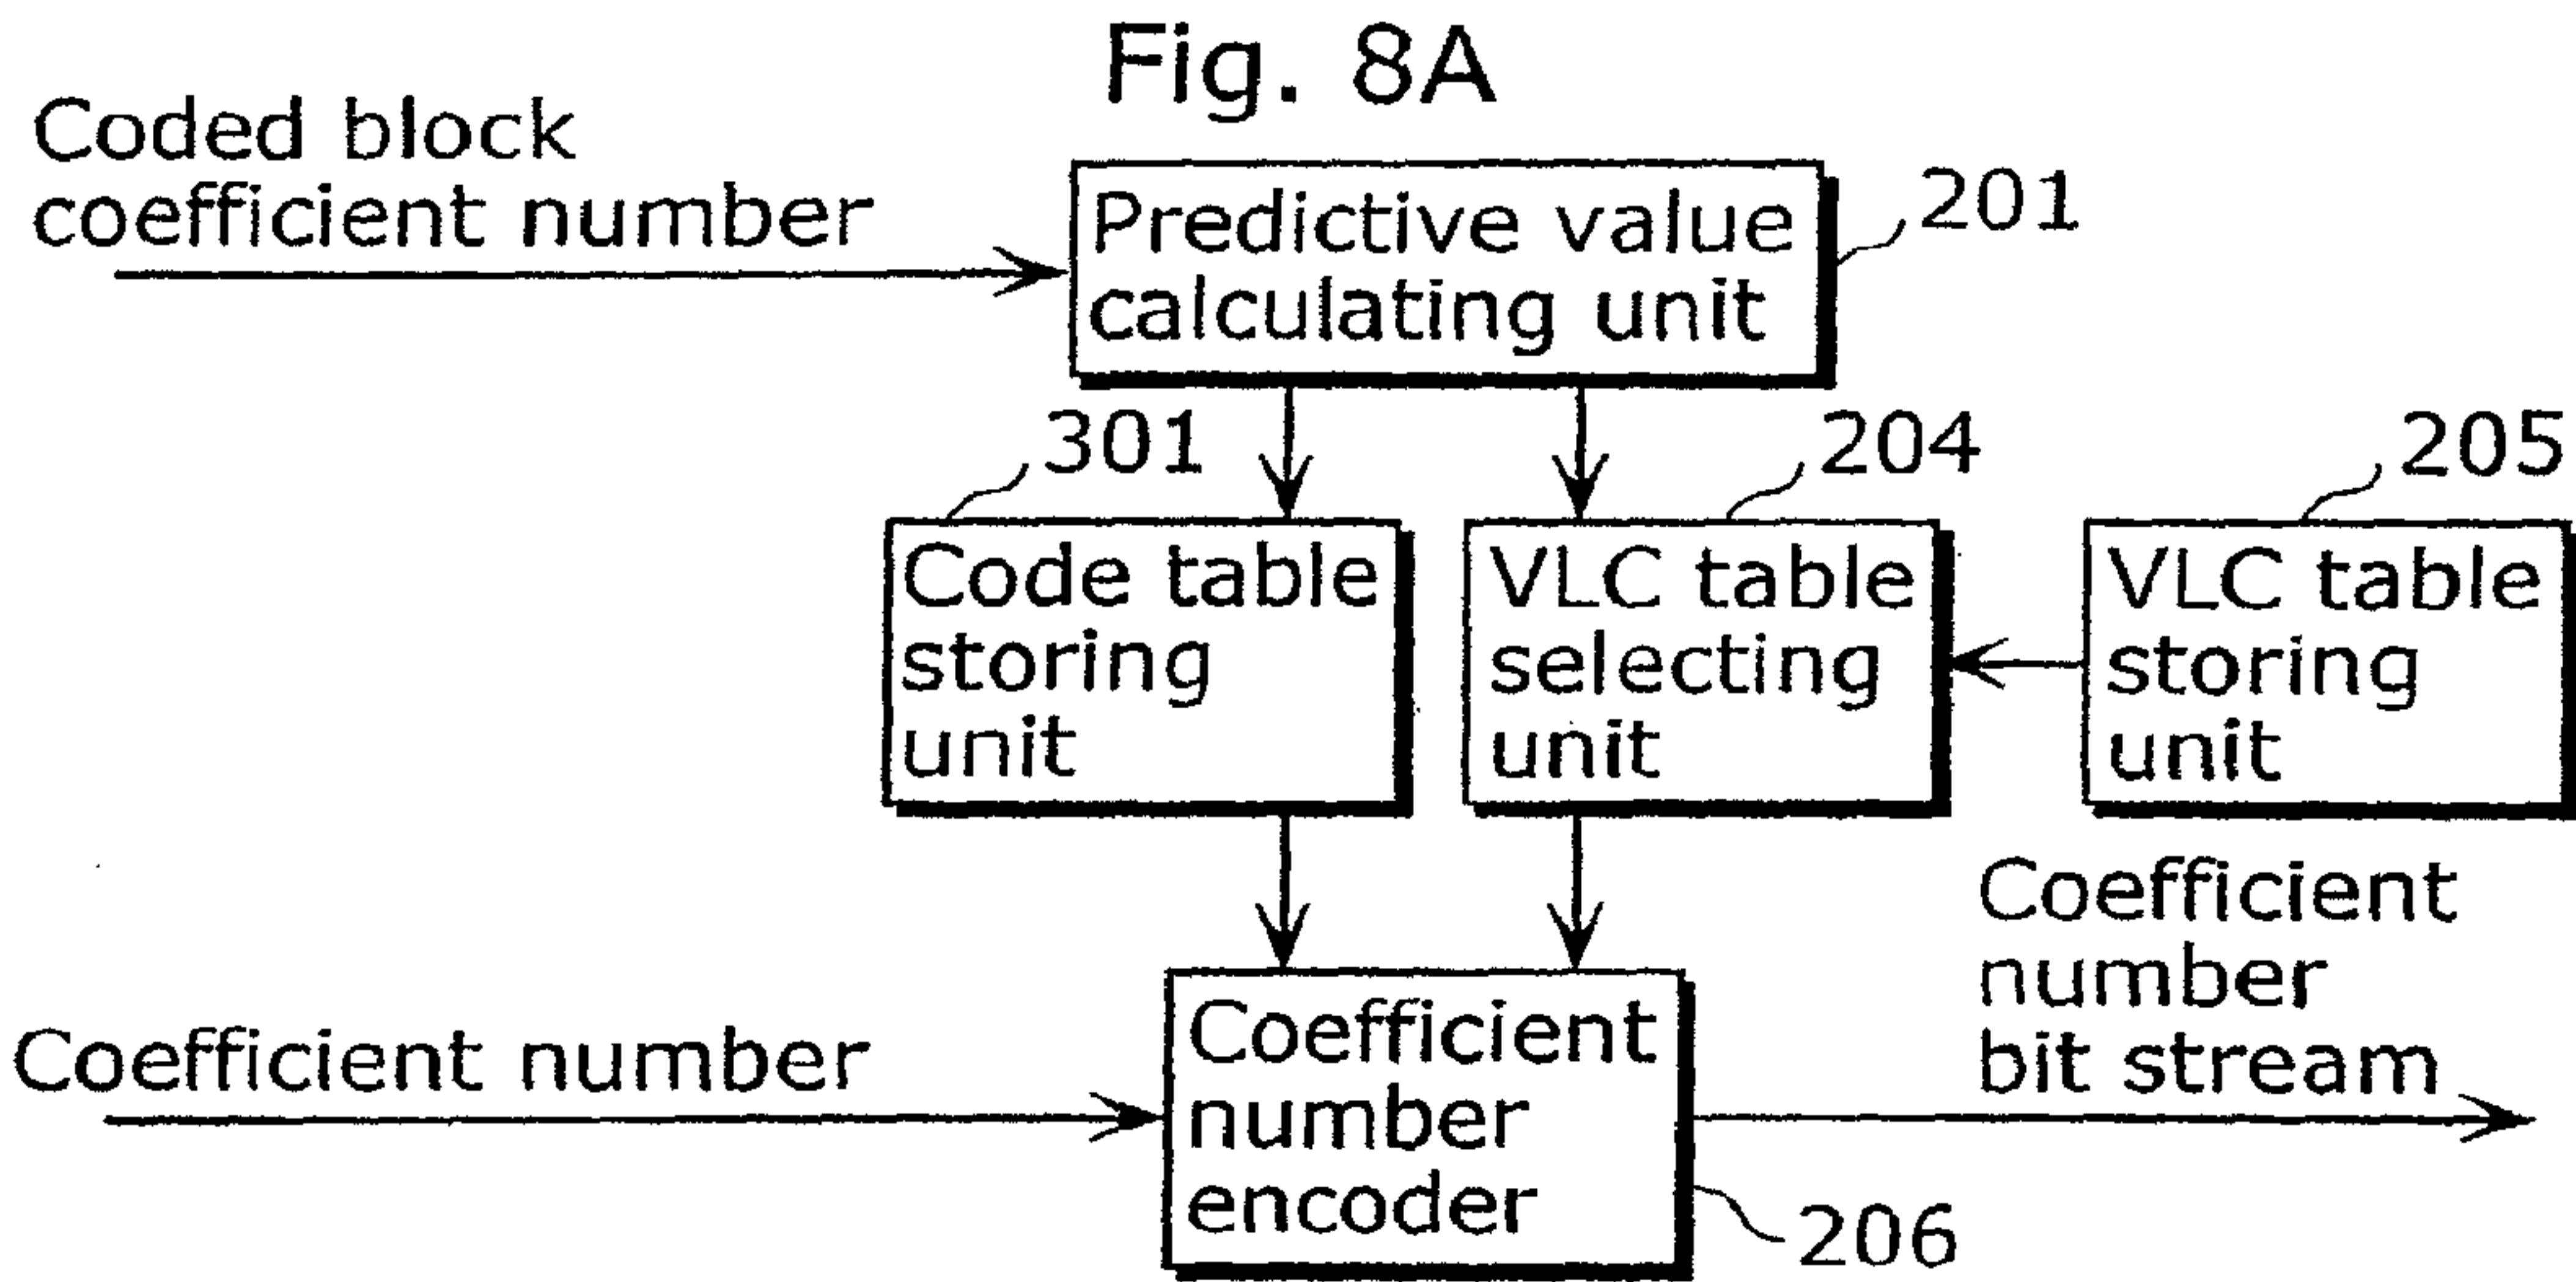 Fig. 8A
Coded block
coefficient number
Predictive value
calculating unit
201
301
204
205
Code table
storing
unit
VLC table
selecting
unit
VLC table
storing
unit
Coefficient
number
bit stream
Coefficient number
Coefficient
number
encoder
206